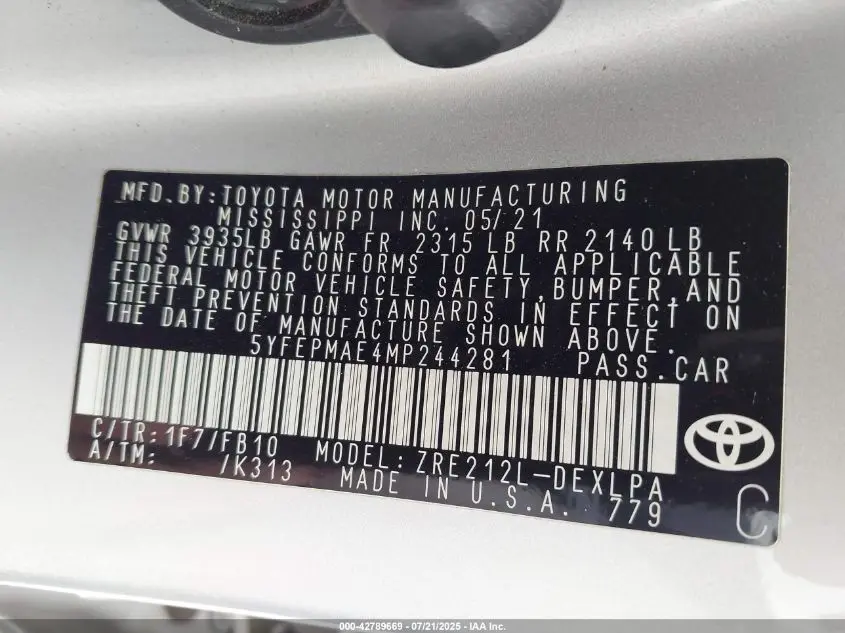 MFD.BY:TOYOTA MOTOR MANUFACTURING
MISSISSIPPI INC. 05/21
GVWR 3935LB GAWR FR 2315LB RR 2140LB
THIS VEHICLE CONFORMS TO ALL APPLICABLE
FEDERAL MOTOR VEHICLE SAFETY,BUMPER,AND
THEFT PREVENTION STANDARDS IN EFFECT ON
THE DATE OF MANUFACTURE SHOWN ABOVE.
5YFEPMAE4MP244281 PASS.CAR
C/TR:1F7/FB10 MODEL:ZRE212L-DEXLPA
A/TM: /K313 MADE IN U.S.A. 779
C
000-42789669 - 07/21/2025 - IAA Inc.